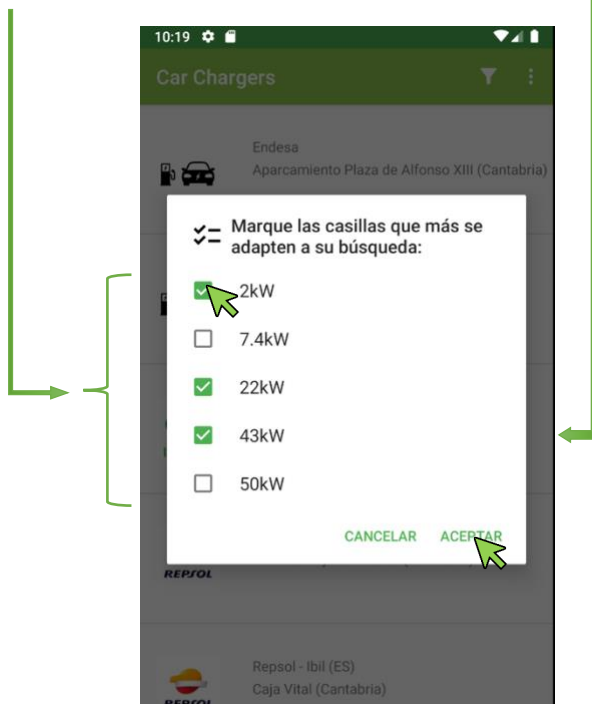 10:19
Car Chargers
Endesa
Aparcamiento Plaza de Alfonso XIII (Cantabria)
Marque las casillas que más se
adapten a su búsqueda:
2kW
7.4kW
22kW
43kW
50kW
CANCELAR ACEPTAR
REPSOL
Repsol - Ibil (ES)
Caja Vital (Cantabria)
REPSOL